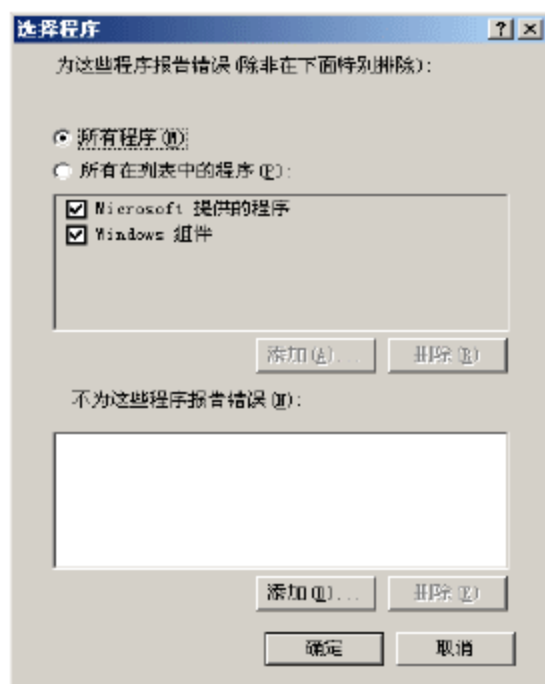 选择程序
为这些程序报告错误(除非在下面特别排除):
所有程序(M)
所有在列表中的程序(P):
Microsoft 提供的程序
Windows 组件
添加(A)... 删除(R)
不为这些程序报告错误(N):
添加(D)... 删除(E)
确定 取消